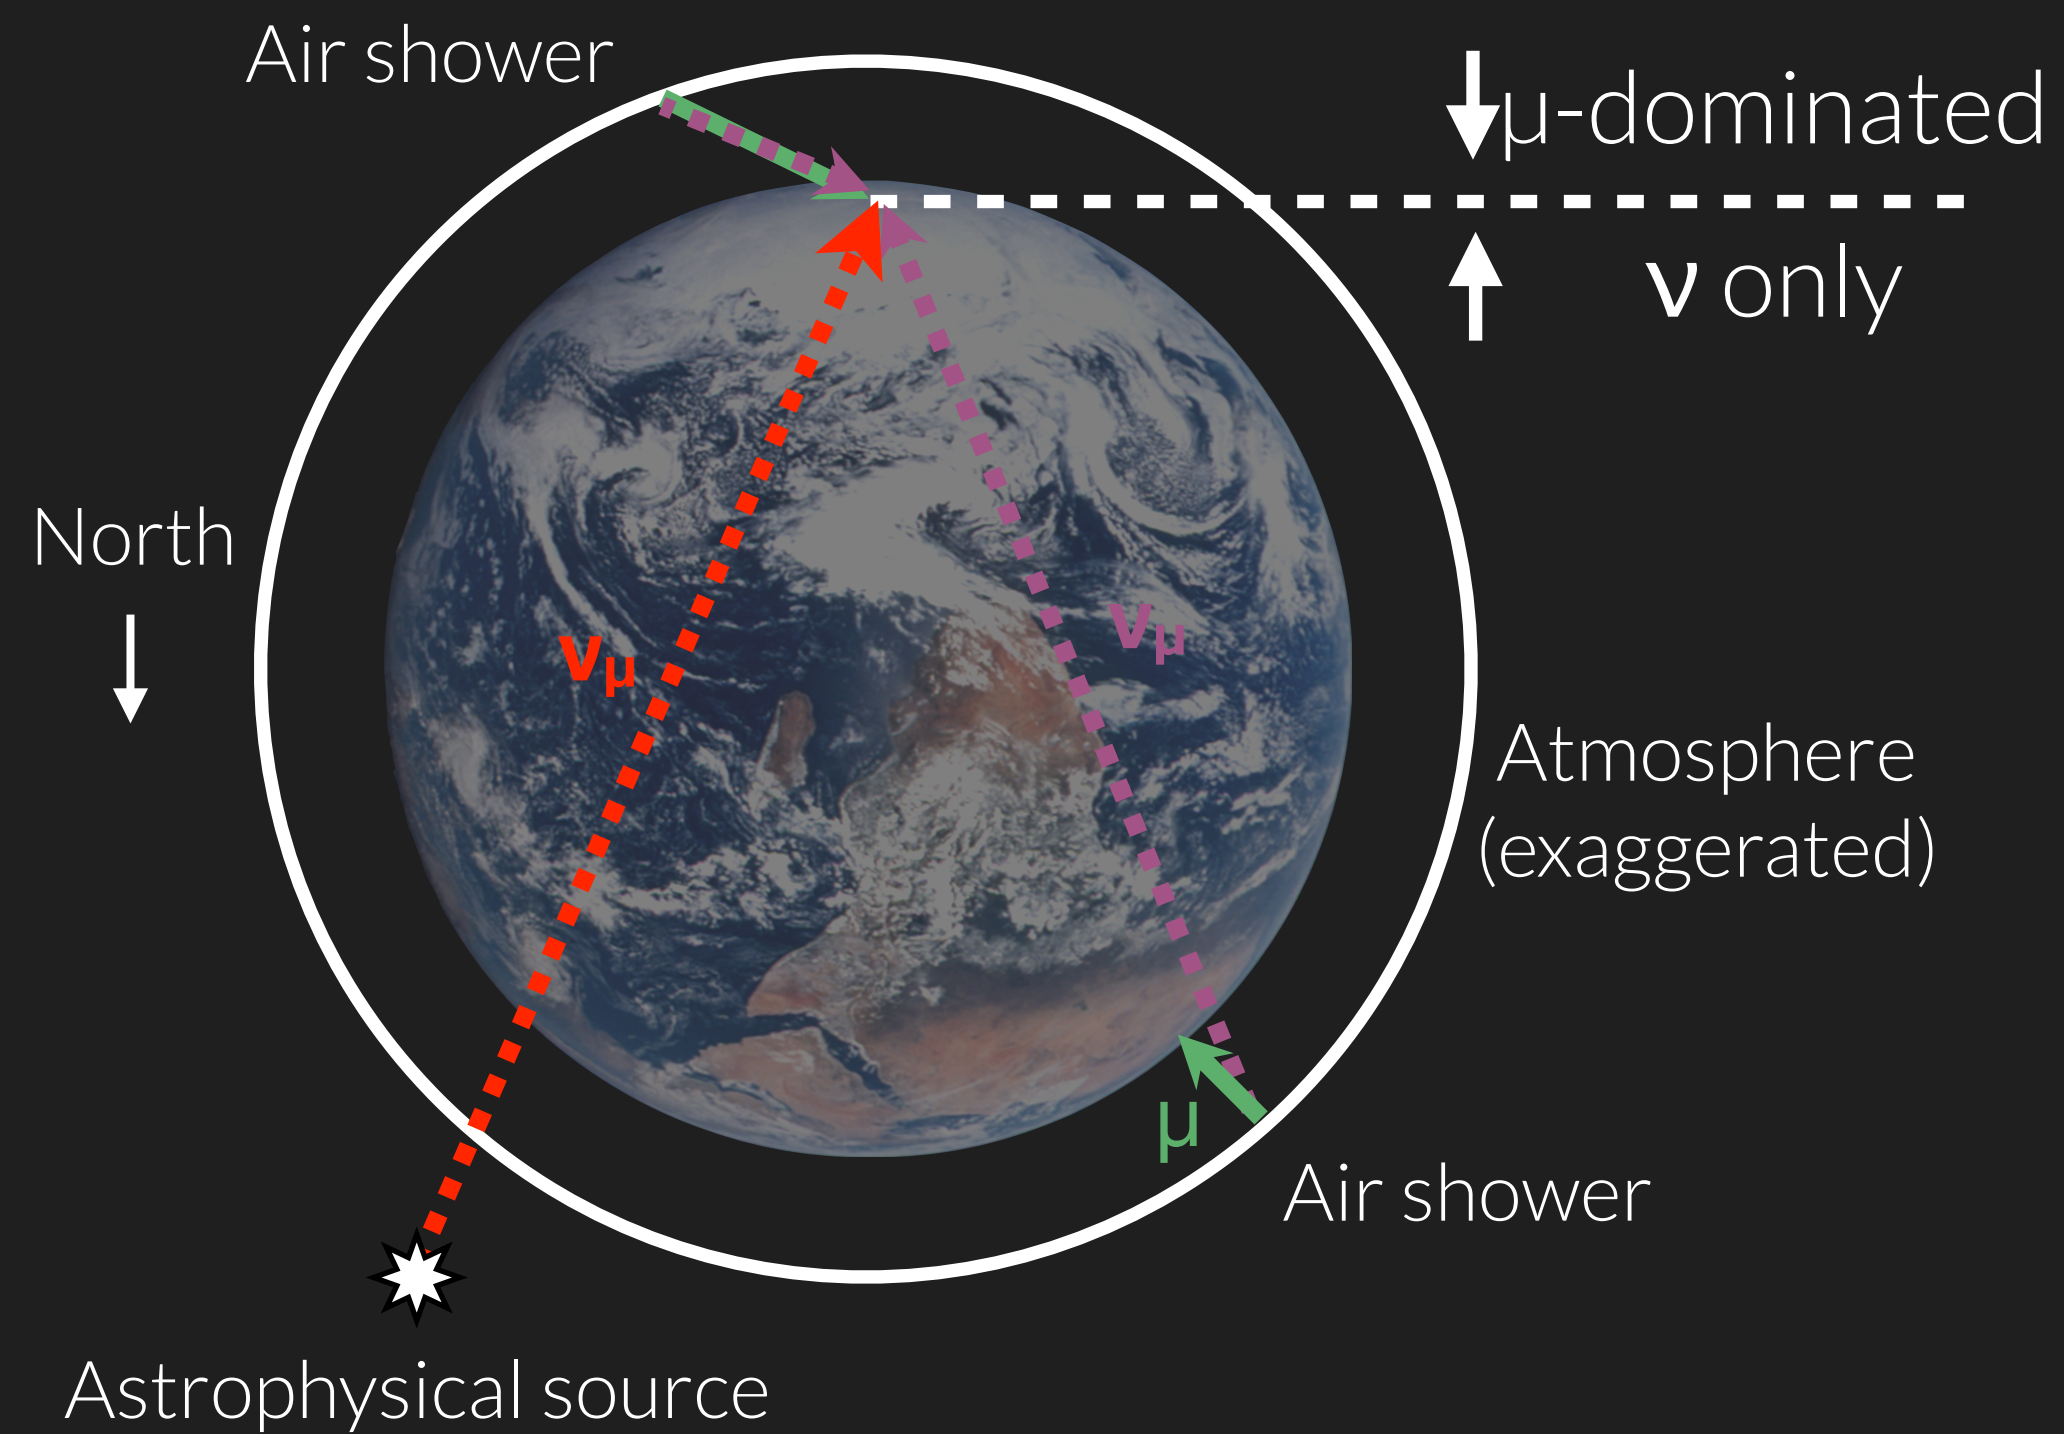 Air shower
μ-dominated
ν only
North
νμ
νμ
Atmosphere
(exaggerated)
μ
Air shower
Astrophysical source